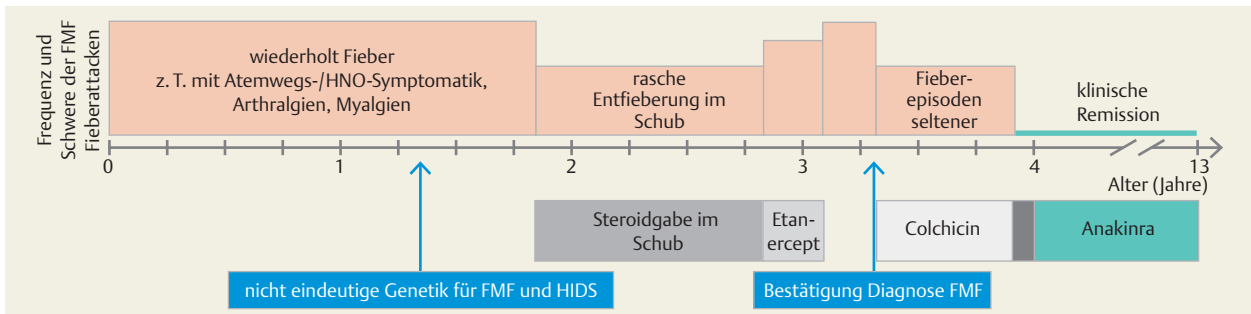 Frequenz und
Schwere der FMF
Fieberattacken
wiederholt Fieber
z. T. mit Atemwegs-/HNO-Symptomatik,
Arthralgien, Myalgien
rasche
Entfieberung im
Schub
Fieber-
episoden
seltener
klinische
Remission
0
1
2
3
4
13
Alter (Jahre)
Steroidgabe im
Schub
Etan-
ercept
Colchicin
Anakinra
nicht eindeutige Genetik für FMF und HIDS
Bestätigung Diagnose FMF